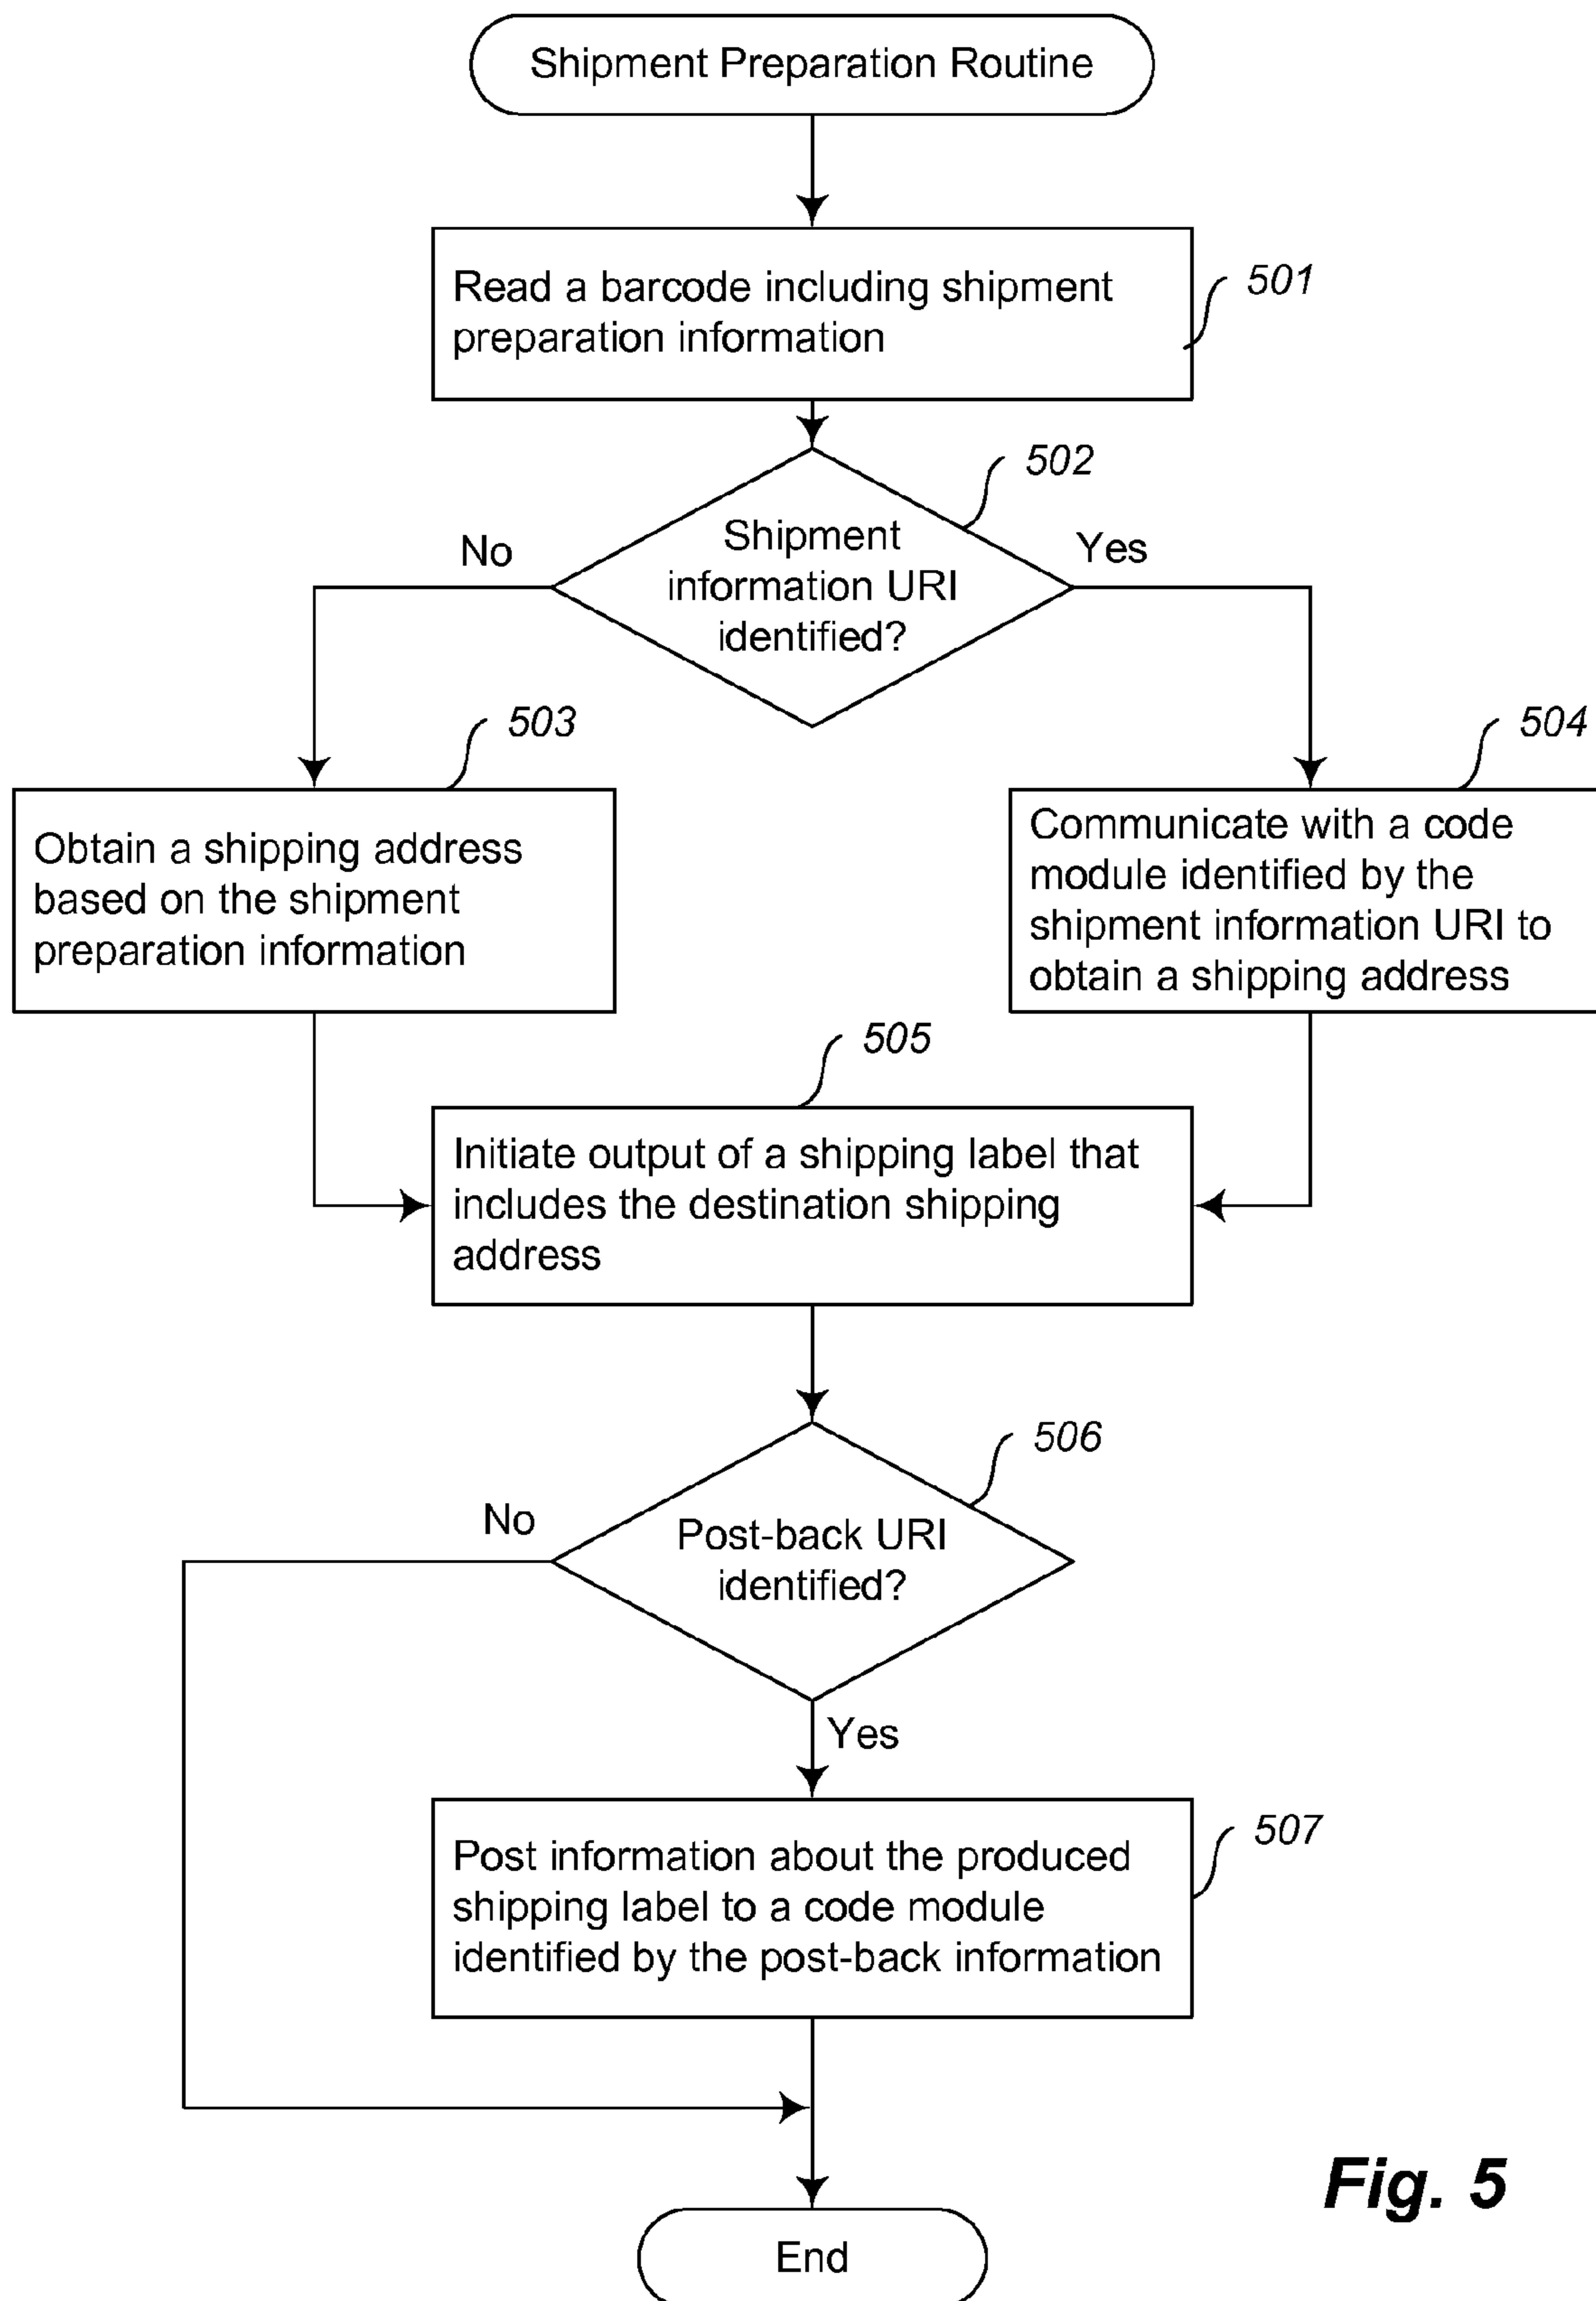 Shipment Preparation Routine
Read a barcode including shipment
preparation information
501
502
Shipment
information URI
identified?
No
Yes
503
504
Obtain a shipping address
based on the shipment
preparation information
Communicate with a code
module identified by the
shipment information URI to
obtain a shipping address
505
Initiate output of a shipping label that
includes the destination shipping
address
506
Post-back URI
identified?
No
Yes
507
Post information about the produced
shipping label to a code module
identified by the post-back information
End
Fig. 5